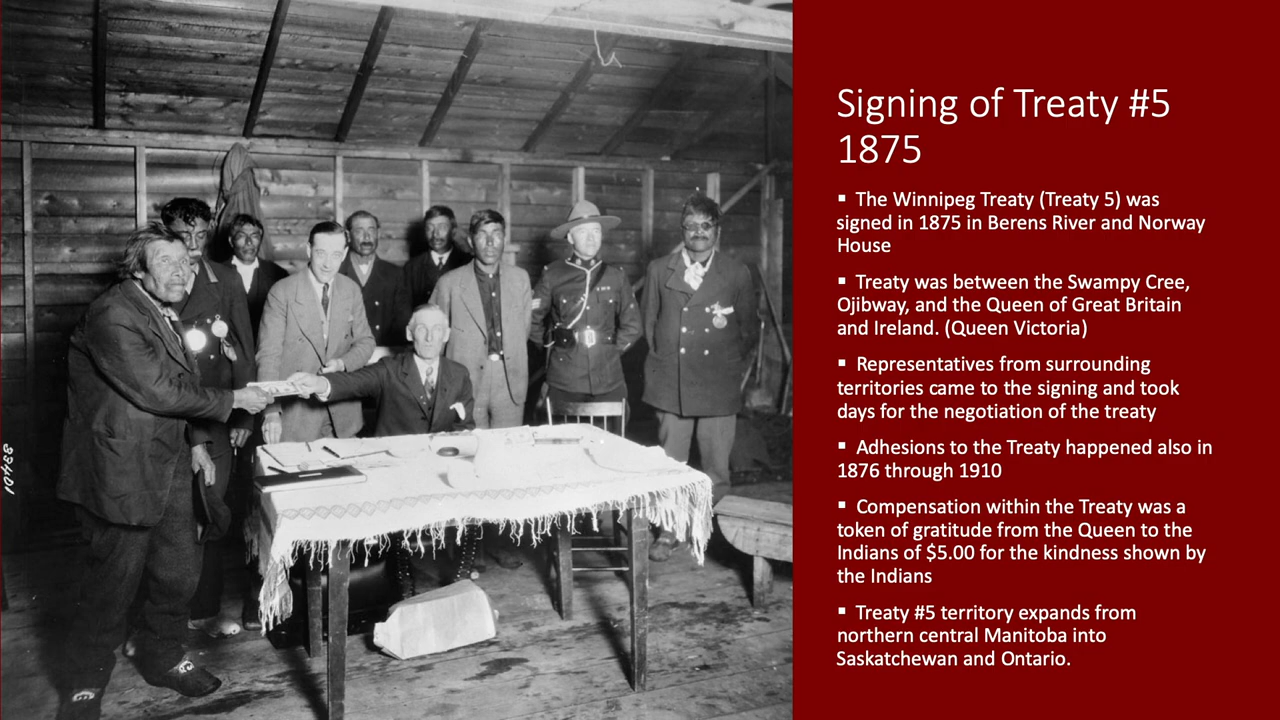 Signing of Treaty #5
1875
▪ The Winnipeg Treaty (Treaty 5) was
signed in 1875 in Berens River and Norway
House
▪ Treaty was between the Swampy Cree,
Ojibway, and the Queen of Great Britain
and Ireland. (Queen Victoria)
▪ Representatives from surrounding
territories came to the signing and took
days for the negotiation of the treaty
▪ Adhesions to the Treaty happened also in
1876 through 1910
▪ Compensation within the Treaty was a
token of gratitude from the Queen to the
Indians of $5.00 for the kindness shown by
the Indians
▪ Treaty #5 territory expands from
northern central Manitoba into
Saskatchewan and Ontario.